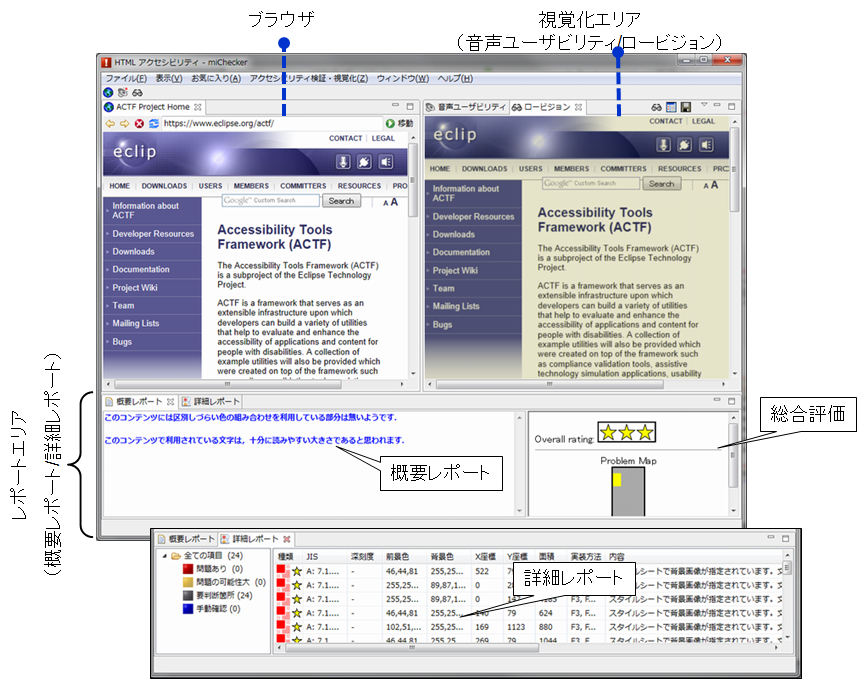 ブラウザ
視覚化エリア
（音声ユーザビリティ/ロービジョン）
HTML アクセシビリティ - miChecker
ファイル(F) 表示(V) お気に入り(A) アクセシビリティ検証・視覚化(Z) ウィンドウ(W) ヘルプ(H)
ACTF Project Home
https://www.eclipse.org/actf/ 移動
CONTACT | LEGAL
eclip
HOME DOWNLOADS USERS MEMBERS COMMITTERS RESOURCES PRO
Google™ Custom Search Search A A
Information about
ACTF
Developer Resources
Downloads
Documentation
Project Wiki
Team
Mailing Lists
Bugs
Accessibility Tools
Framework (ACTF)
The Accessibility Tools Framework (ACTF)
is a subproject of the Eclipse Technology
Project.
ACTF is a framework that serves as an
extensible infrastructure upon which
developers can build a variety of utilities
that help to evaluate and enhance the
accessibility of applications and content for
people with disabilities. A collection of
example utilities will also be provided which
were created on top of the framework such
音声ユーザビリティ ロービジョン
CONTACT | LEGAL
eclip
HOME DOWNLOADS USERS MEMBERS COMMITTERS RESOURCES PROC
Google™ Custom Search Search A A
Information about
ACTF
Developer Resources
Downloads
Documentation
Project Wiki
Team
Mailing Lists
Bugs
Accessibility Tools
Framework (ACTF)
The Accessibility Tools Framework (ACTF)
is a subproject of the Eclipse Technology
Project.
ACTF is a framework that serves as an
extensible infrastructure upon which
developers can build a variety of utilities
that help to evaluate and enhance the
accessibility of applications and content for
people with disabilities. A collection of
example utilities will also be provided which
were created on top of the framework such
as compliance validation tools, assistive
technology simulation applications, usability
レポートエリア
（概要レポート/詳細レポート）
概要レポート 詳細レポート
このコンテンツには区別しづらい色の組み合わせを利用している部分は無いようです.
このコンテンツで利用されている文字は, 十分に読みやすい大きさであると思われます.
概要レポート
Overall rating:
Problem Map
総合評価
概要レポート 詳細レポート
全ての項目 (24)
問題あり (0)
問題の可能性大 (0)
要判断箇所 (24)
手動確認 (0)
種類 JIS 深刻度 前景色 背景色 X座標 Y座標 面積 実装方法 内容
A: 7.1.... - 46,44,81 255,25... 522 スタイルシートで背景画像が指定されています。文
A: 7.1.... - 255,25... 89,87,1... 0 スタイルシートで背景画像が指定されています。文
A: 7.1.... - 255,25... 89,87,1... 0 F3, F... スタイルシートで背景画像が指定されています。文
A: 7.1.... - 46,44,81 255,25... 140 79 624 F3, F... スタイルシートで背景画像が指定されています。文
A: 7.1.... - 102,51,... 255,25... 169 1123 880 F3, F... スタイルシートで背景画像が指定されています。文
A: 7.1 - 46,44,81 255,25 269 79 1044 F3, F スタイルシートで背景画像が指定されています。文
詳細レポート